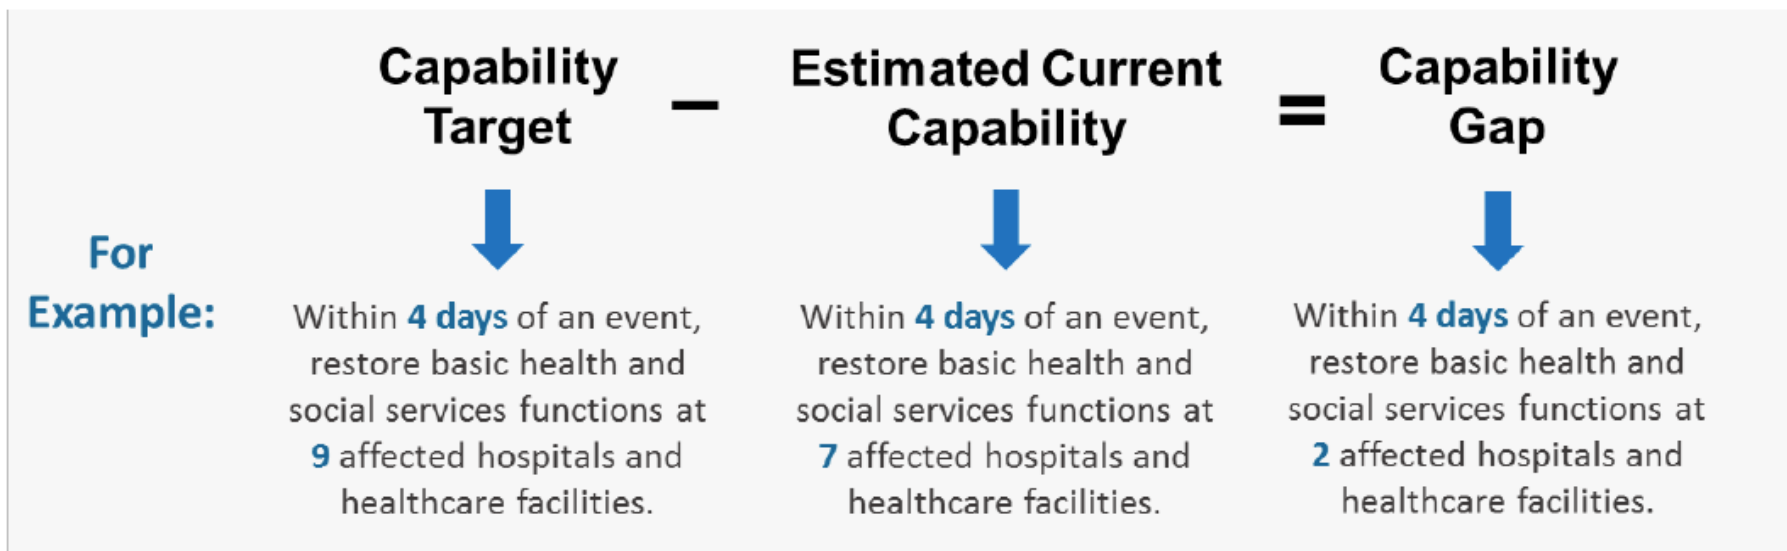 Capability
Target
–
Estimated Current
Capability
=
Capability
Gap
For
Example:
Within 4 days of an event,
restore basic health and
social services functions at
9 affected hospitals and
healthcare facilities.
Within 4 days of an event,
restore basic health and
social services functions at
7 affected hospitals and
healthcare facilities.
Within 4 days of an event,
restore basic health and
social services functions at
2 affected hospitals and
healthcare facilities.